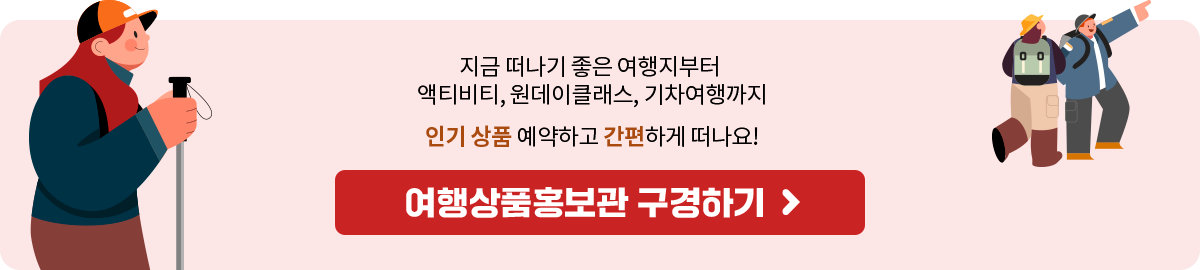 지금 떠나기 좋은 여행지부터
액티비티, 원데이클래스, 기차여행까지
인기 상품 예약하고 간편하게 떠나요!
여행상품홍보관 구경하기 >